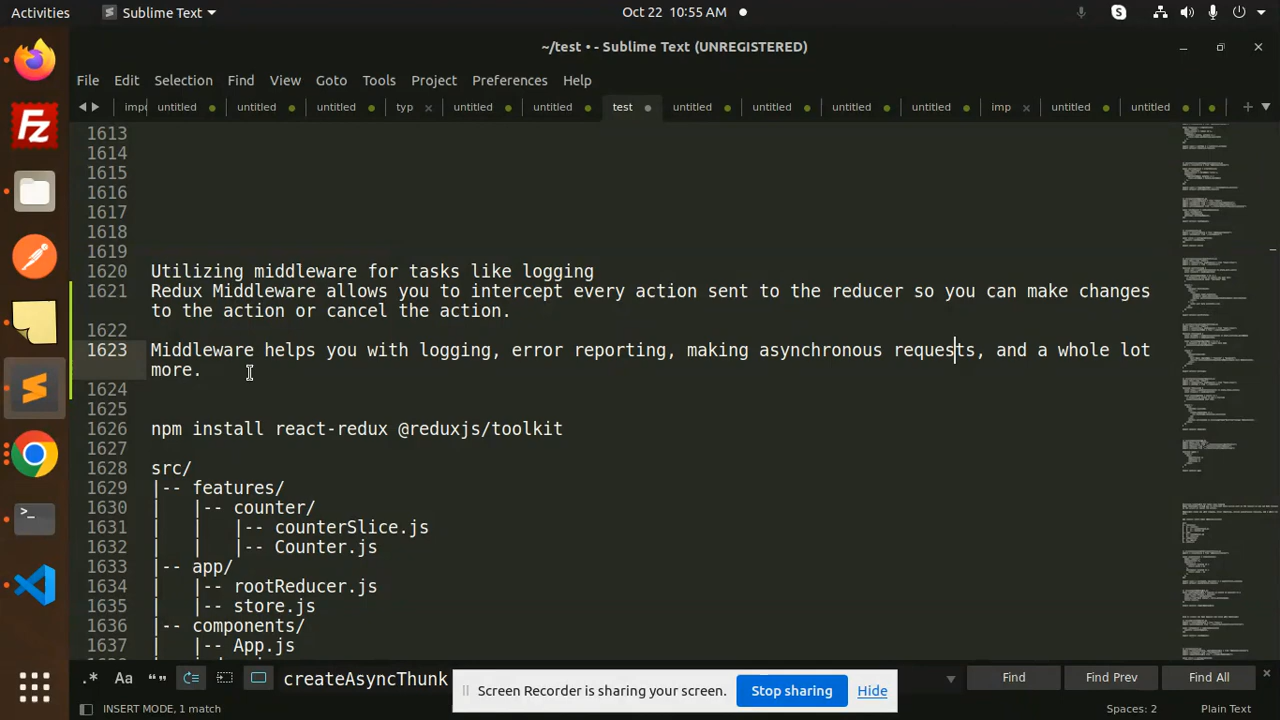 Activities Sublime Text Oct 22 10:55 AM
~/test • - Sublime Text (UNREGISTERED)
File Edit Selection Find View Goto Tools Project Preferences Help
imp untitled untitled untitled typ untitled untitled test untitled untitled untitled untitled imp untitled untitled
1613
1614
1615
1616
1617
1618
1619
1620 Utilizing middleware for tasks like logging
1621 Redux Middleware allows you to intercept every action sent to the reducer so you can make changes
to the action or cancel the action.
1622
1623 Middleware helps you with logging, error reporting, making asynchronous requests, and a whole lot
more.
1624
1625
1626 npm install react-redux @reduxjs/toolkit
1627
1628 src/
1629 |-- features/
1630 | |-- counter/
1631 | | |-- counterSlice.js
1632 | |-- Counter.js
1633 |-- app/
1634 | |-- rootReducer.js
1635 | |-- store.js
1636 |-- components/
1637 | |-- App.js
.* Aa “” createAsyncThunk Find Find Prev Find All
Screen Recorder is sharing your screen. Stop sharing Hide
INSERT MODE, 1 match Spaces: 2 Plain Text